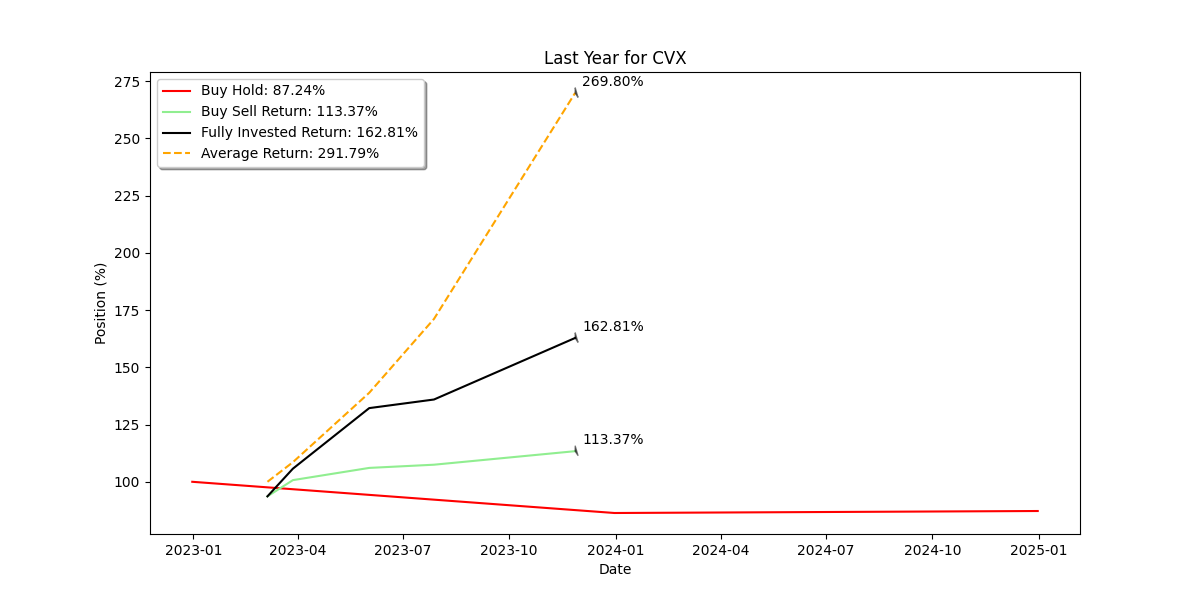 Last Year for CVX
Buy Hold: 87.24%
Buy Sell Return: 113.37%
Fully Invested Return: 162.81%
Average Return: 291.79%
269.80%
162.81%
113.37%
Position (%)
275
250
225
200
175
150
125
100
2023-01
2023-04
2023-07
2023-10
2024-01
2024-04
2024-07
2024-10
2025-01
Date